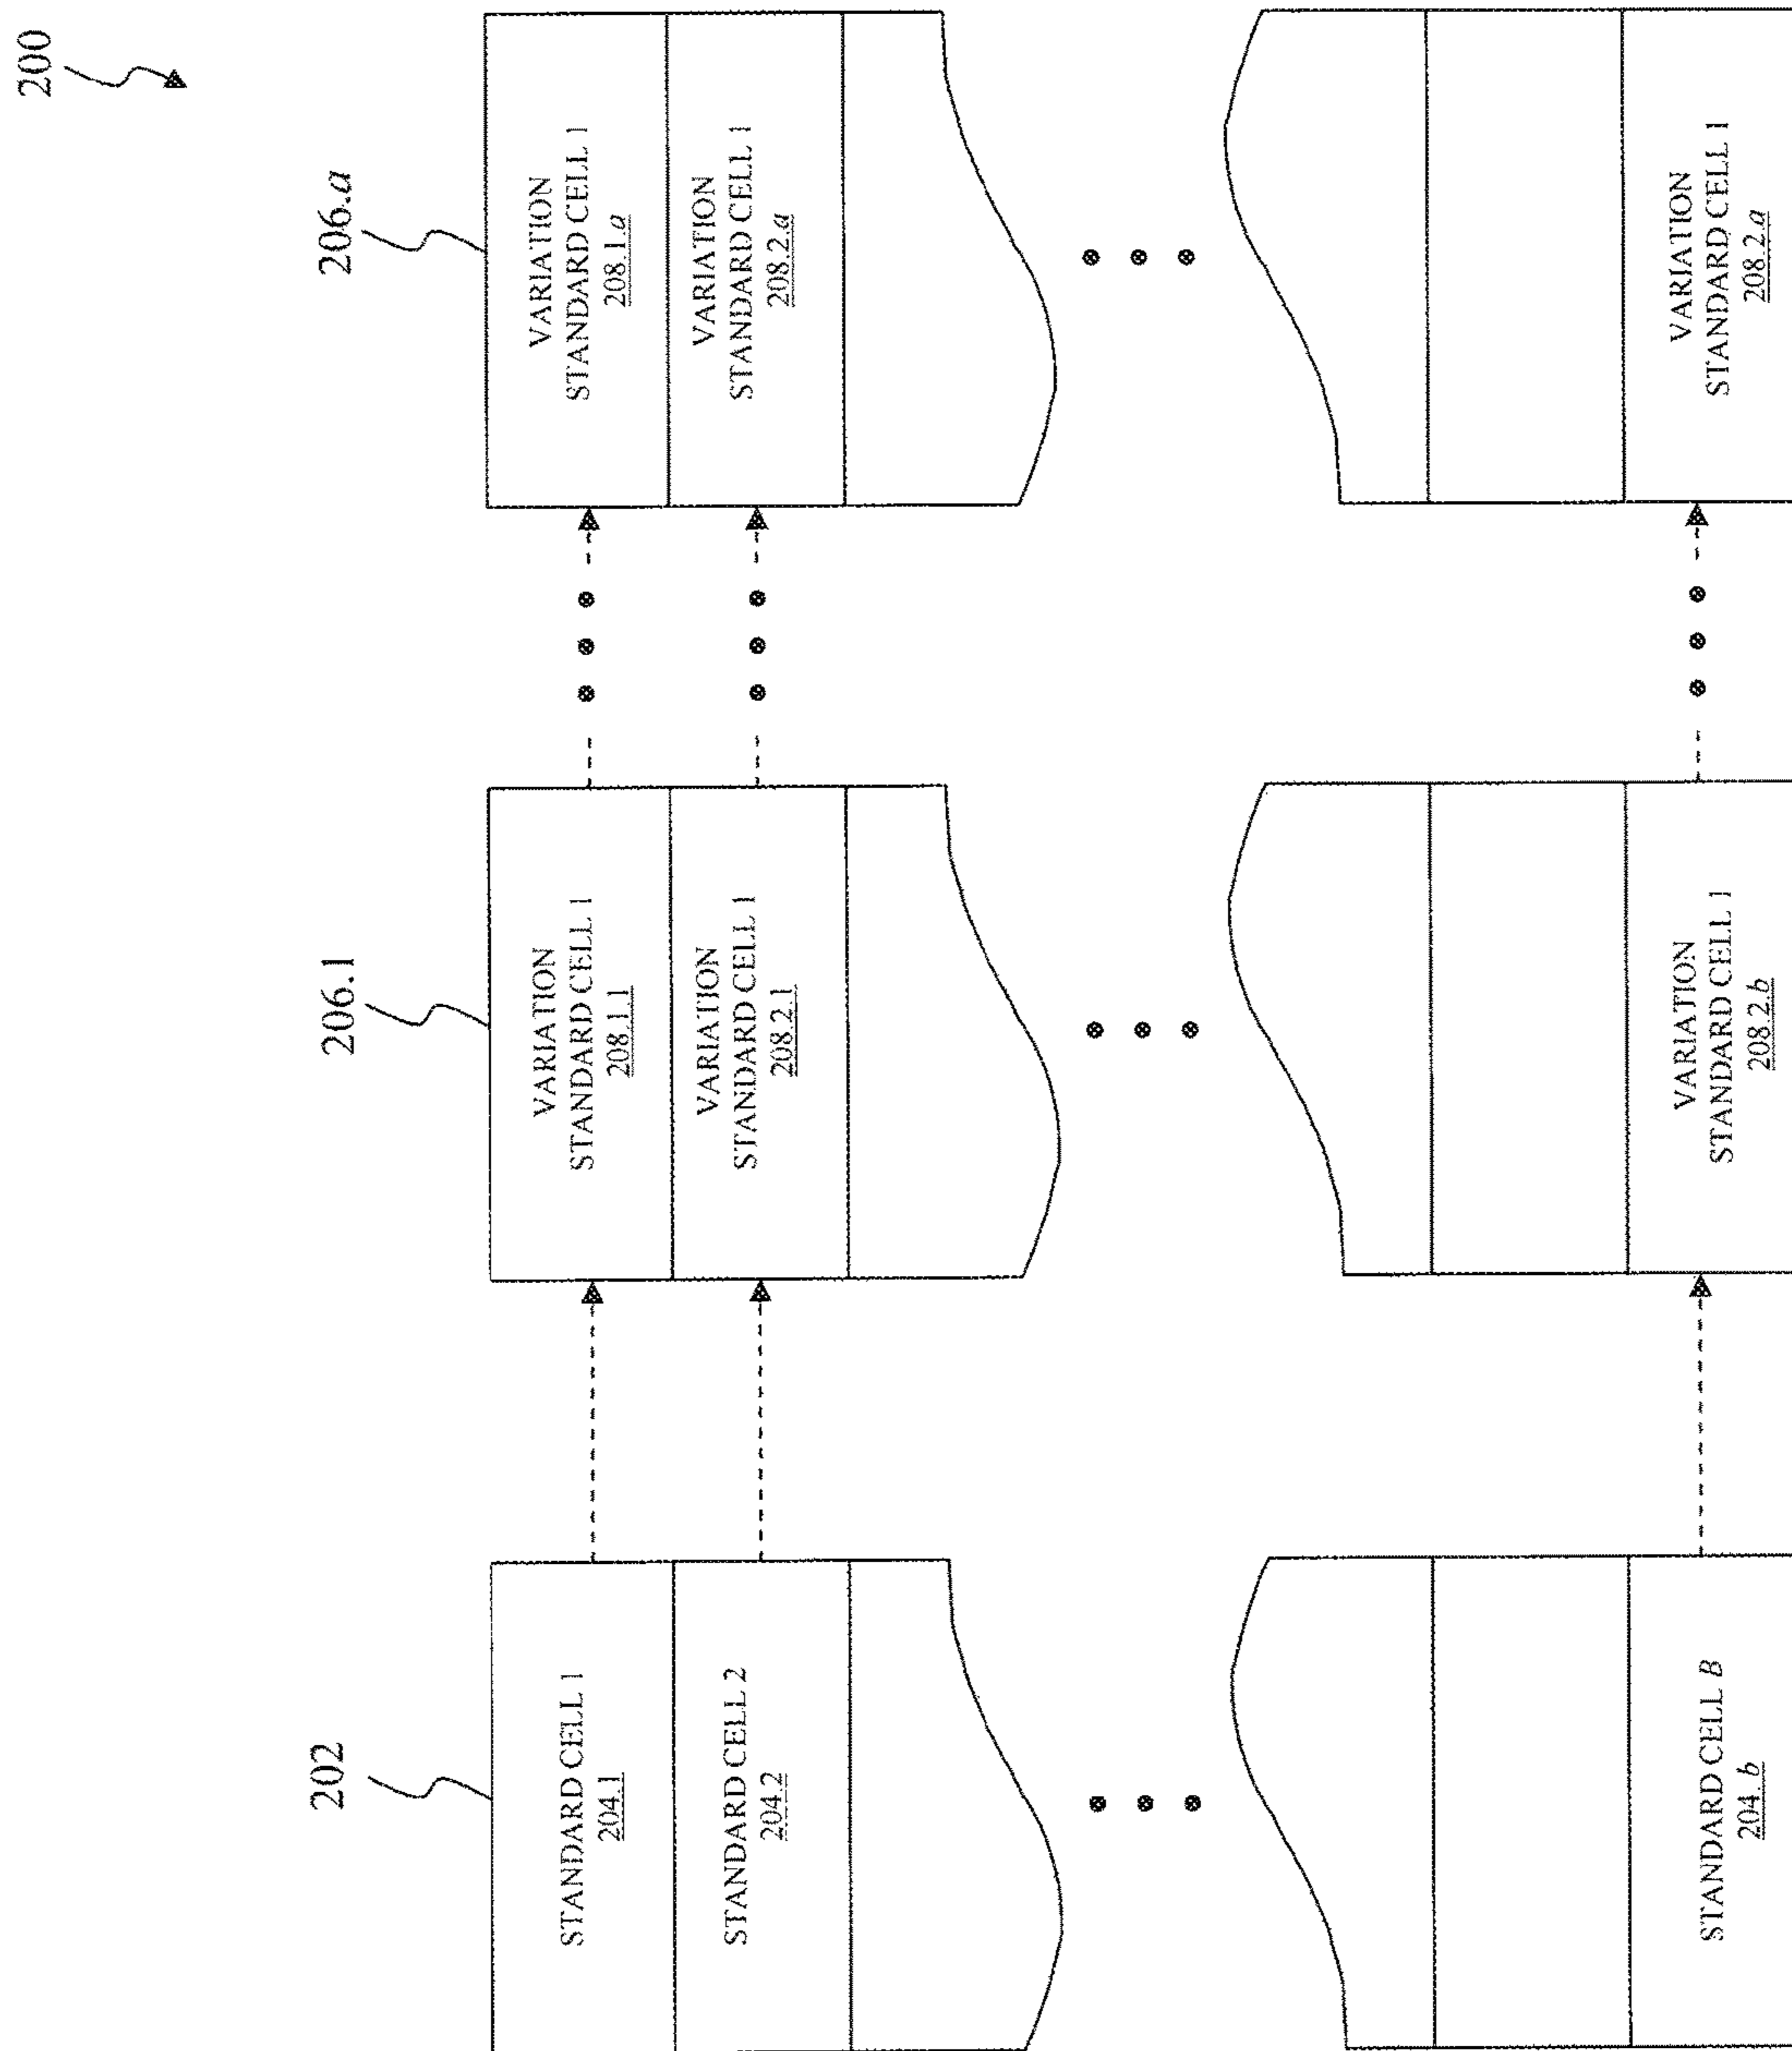 200
202
STANDARD CELL 1
204.1
STANDARD CELL 2
204.2
STANDARD CELL B
204.b
206.1
VARIATION
STANDARD CELL 1
208.1.1
VARIATION
STANDARD CELL 1
208.2.1
VARIATION
STANDARD CELL 1
208.2.b
206.a
VARIATION
STANDARD CELL 1
208.1.a
VARIATION
STANDARD CELL 1
208.2.a
VARIATION
STANDARD CELL 1
208.2.a